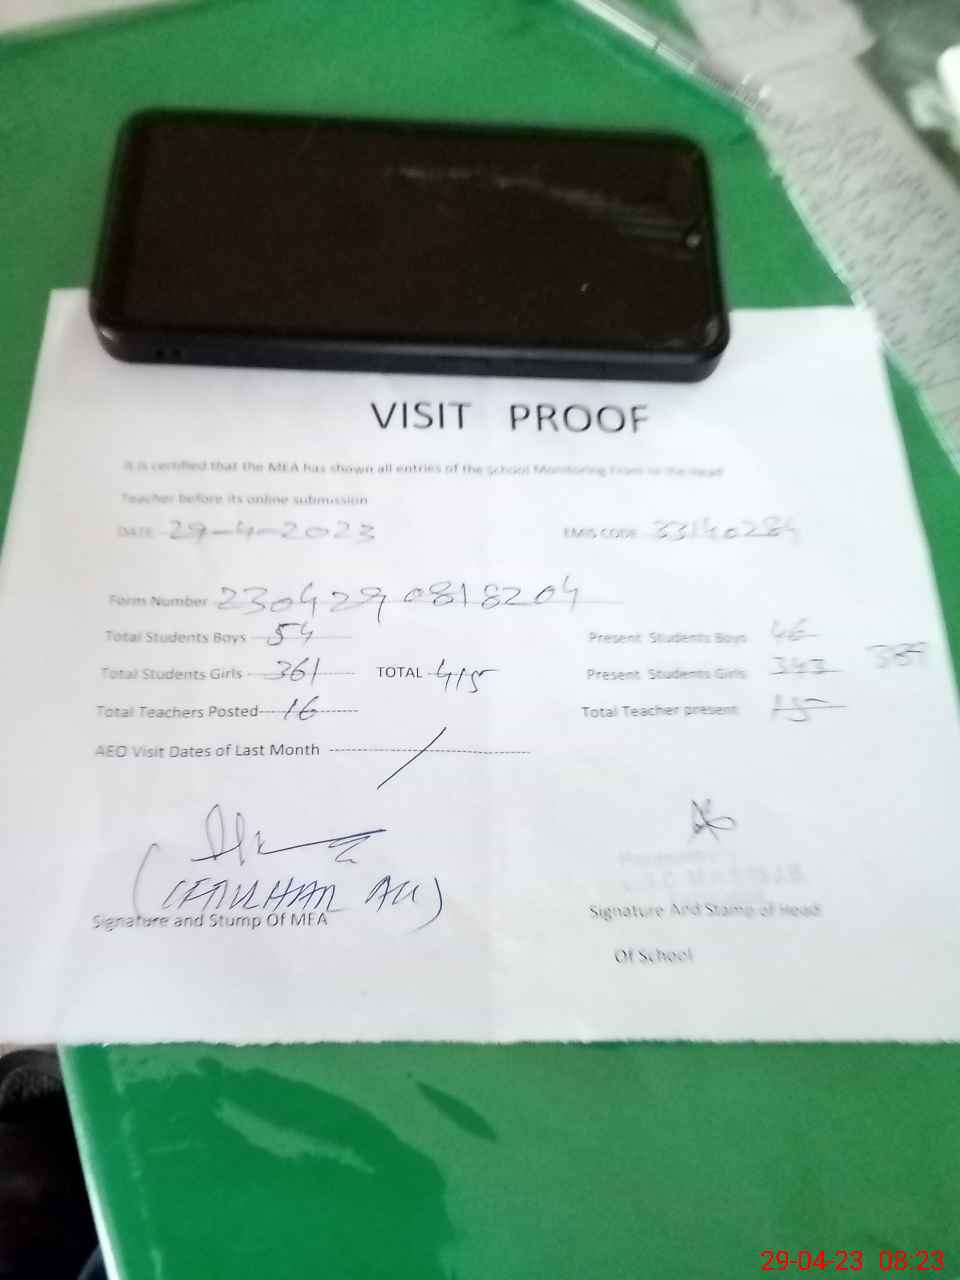 VISIT PROOF
It is certified that the MEA has shown all entries of the School Monitoring From to the Head
Teacher before its online submission
DATE 29-4-2023 EMIS CODE 33140284
Form Number 230429 0818204
Total Students Boys 54 Present Students Boys 46
Total Students Girls 361 TOTAL 415 Present Students Girls 343
Total Teachers Posted 16 Total Teacher present 15
AEO Visit Dates of Last Month /
Signature and Stump Of MEA Signature And Stamp of Head
Of School
29-04-23 08:23